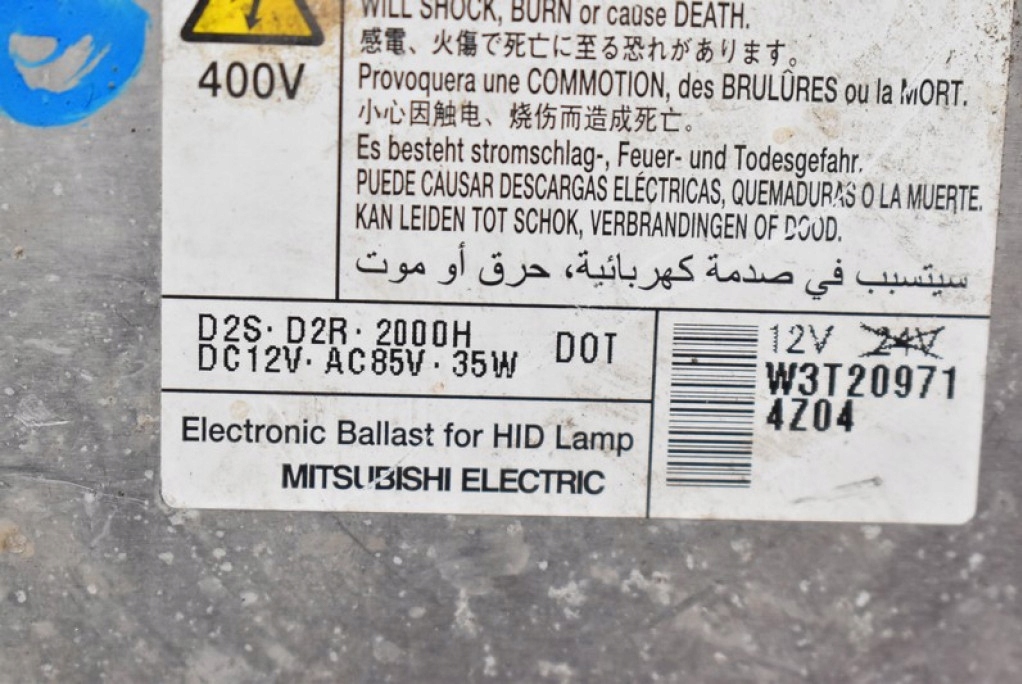 WILL SHOCK, BURN or cause DEATH.
感電、火傷で死亡に至る恐れがあります。
400V
Provoquera une COMMOTION, des BRULÛRES ou la MORT.
小心因触电、烧伤而造成死亡。
Es besteht stromschlag-, Feuer- und Todesgefahr.
PUEDE CAUSAR DESCARGAS ELÉCTRICAS, QUEMADURAS O LA MUERTE.
KAN LEIDEN TOT SCHOK, VERBRANDINGEN OF DOOD.
سيتسبب في صدمة كهربائية، حرق أو موت
D2S· D2R · 2000H
DC12V· AC85V · 35W
DOT
12V 24V
W3T20971
4Z04
Electronic Ballast for HID Lamp
MITSUBISHI ELECTRIC